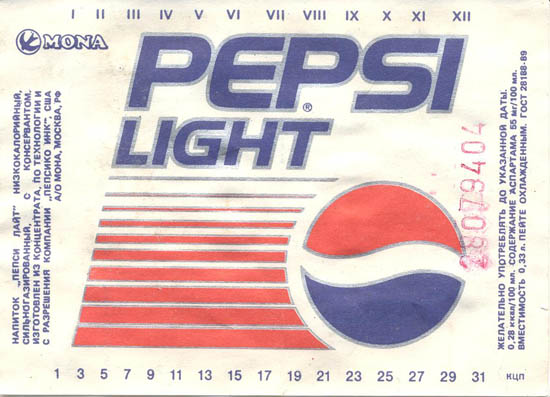 I II III IV V VI VII VIII IX X XI XII
MONA
PEPSI
®
LIGHT
НАПИТОК „ПЕПСИ ЛАЙТ" НИЗКОКАЛОРИЙНЫЙ,
СИЛЬНОГАЗИРОВАННЫЙ, С КОНСЕРВАНТОМ.
ИЗГОТОВЛЕН ИЗ КОНЦЕНТРАТА, ПО ТЕХНОЛОГИИ И
С РАЗРЕШЕНИЯ КОМПАНИИ „ПЕПСИКО ИНК", США
А/О МОНА, МОСКВА, РФ
28079404
ЖЕЛАТЕЛЬНО УПОТРЕБЛЯТЬ ДО УКАЗАННОЙ ДАТЫ.
0,28 ккал/100 мл. СОДЕРЖАНИЕ АСПАРТАМА 55 мг/100 мл.
ВМЕСТИМОСТЬ 0,33 л. ПЕЙТЕ ОХЛАЖДЕННЫМ. ГОСТ 28188-89
1 3 5 7 9 11 13 15 17 19 21 23 25 27 29 31 КЦП